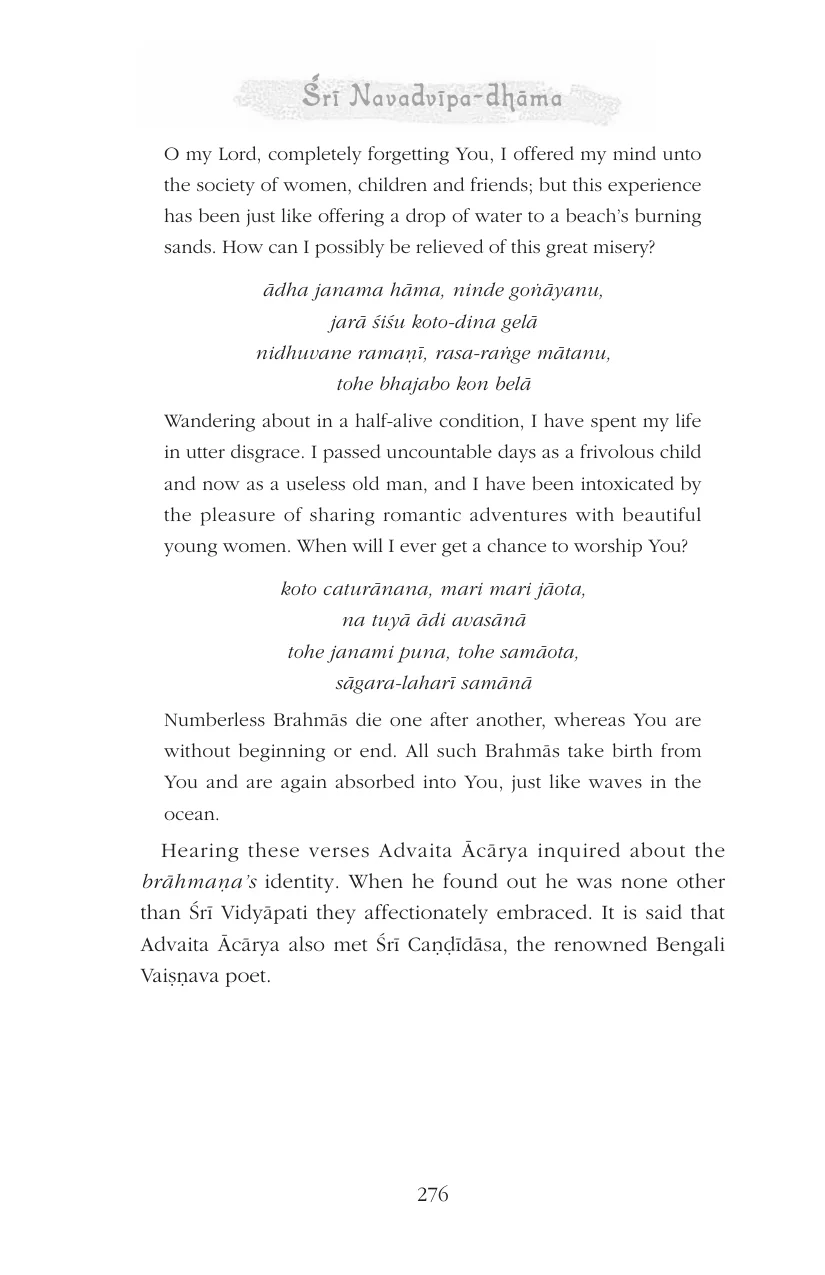 Śrī Navadvīpa-dhāma
O my Lord, completely forgetting You, I offered my mind unto
the society of women, children and friends; but this experience
has been just like offering a drop of water to a beach’s burning
sands. How can I possibly be relieved of this great misery?
ādha janama hāma, ninde goṅāyanu,
jarā śiśu koto-dina gelā
nidhuvane ramaṇī, rasa-raṅge mātanu,
tohe bhajabo kon belā
Wandering about in a half-alive condition, I have spent my life
in utter disgrace. I passed uncountable days as a frivolous child
and now as a useless old man, and I have been intoxicated by
the pleasure of sharing romantic adventures with beautiful
young women. When will I ever get a chance to worship You?
koto caturānana, mari mari jāota,
na tuyā ādi avasānā
tohe janami puna, tohe samāota,
sāgara-laharī samānā
Numberless Brahmās die one after another, whereas You are
without beginning or end. All such Brahmās take birth from
You and are again absorbed into You, just like waves in the
ocean.
Hearing these verses Advaita Ācārya inquired about the
brāhmaṇa’s identity. When he found out he was none other
than Śrī Vidyāpati they affectionately embraced. It is said that
Advaita Ācārya also met Śrī Caṇḍīdāsa, the renowned Bengali
Vaiṣṇava poet.
276